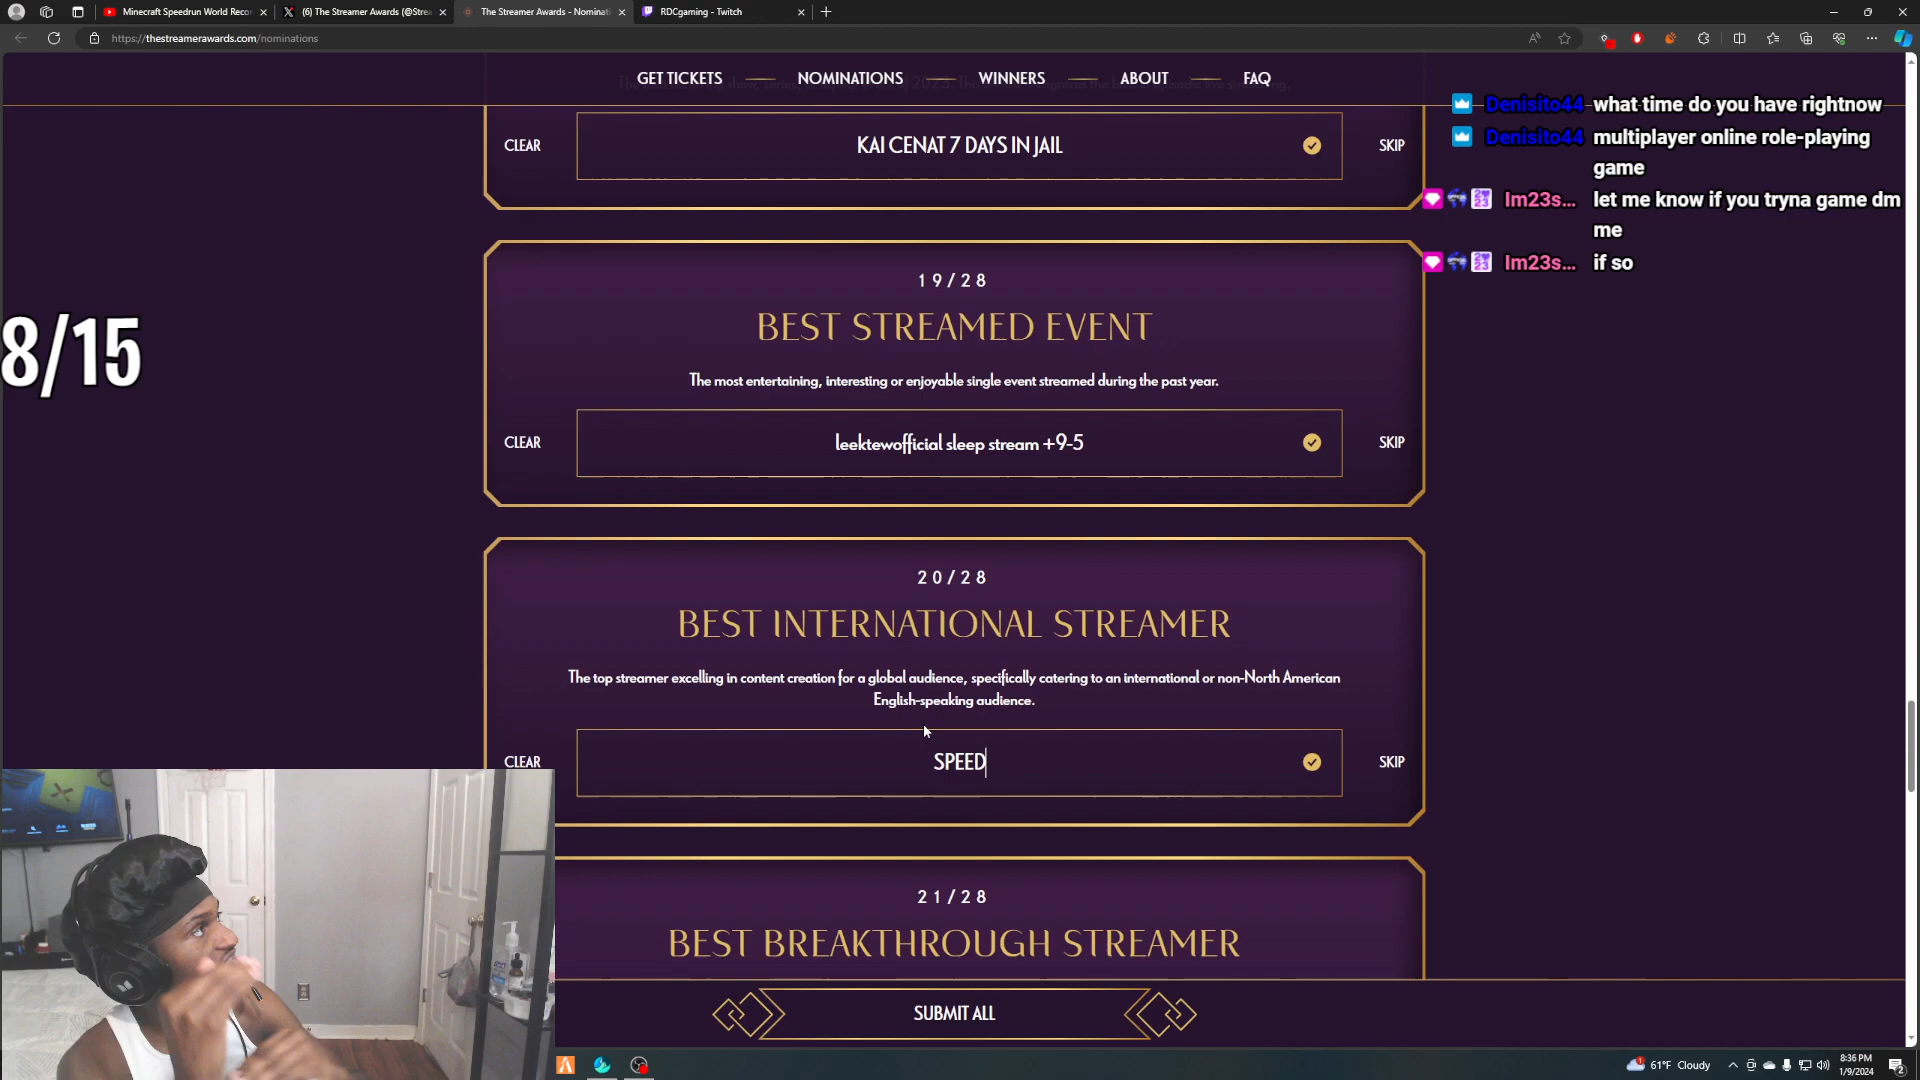 Minecraft Speedrun World Recor
(6) The Streamer Awards (@Strea
The Streamer Awards - Nominati
RDCgaming - Twitch
https://thestreamerawards.com/nominations
GET TICKETS
NOMINATIONS
WINNERS
ABOUT
FAQ
CLEAR
KAI CENAT 7 DAYS IN JAIL
SKIP
Denisito44 what time do you have rightnow
Denisito44 multiplayer online role-playing
game
Im23s... let me know if you tryna game dm
me
Im23s... if so
8/15
19/28
BEST STREAMED EVENT
The most entertaining, interesting or enjoyable single event streamed during the past year.
CLEAR
leektewofficial sleep stream +9-5
SKIP
20/28
BEST INTERNATIONAL STREAMER
The top streamer excelling in content creation for a global audience, specifically catering to an international or non-North American
English-speaking audience.
CLEAR
SPEED
SKIP
21/28
BEST BREAKTHROUGH STREAMER
SUBMIT ALL
61°F Cloudy
8:36 PM
1/9/2024